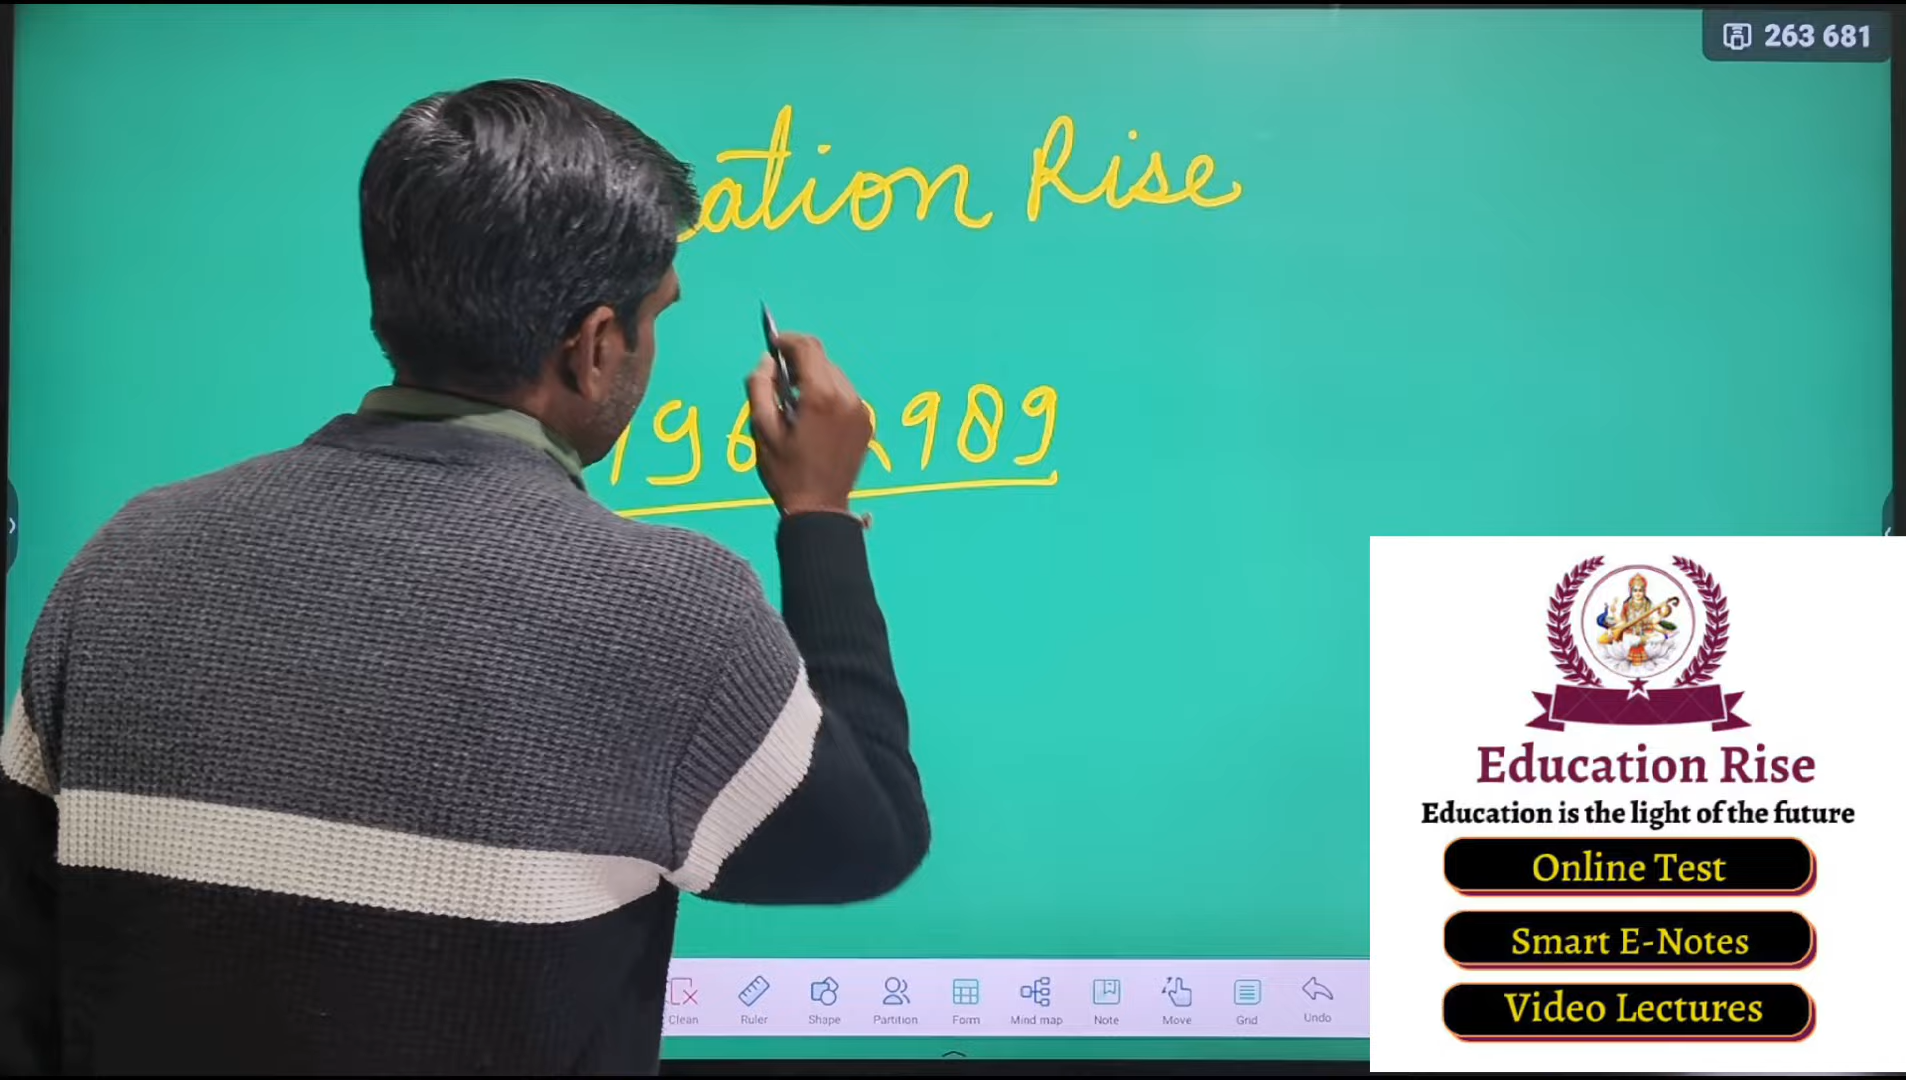 263 681
ation Rise
Education Rise
Education is the light of the future
Online Test
Smart E-Notes
Video Lectures
Clean
Ruler
Shape
Partition
Form
Mind map
Note
Move
Grid
Undo